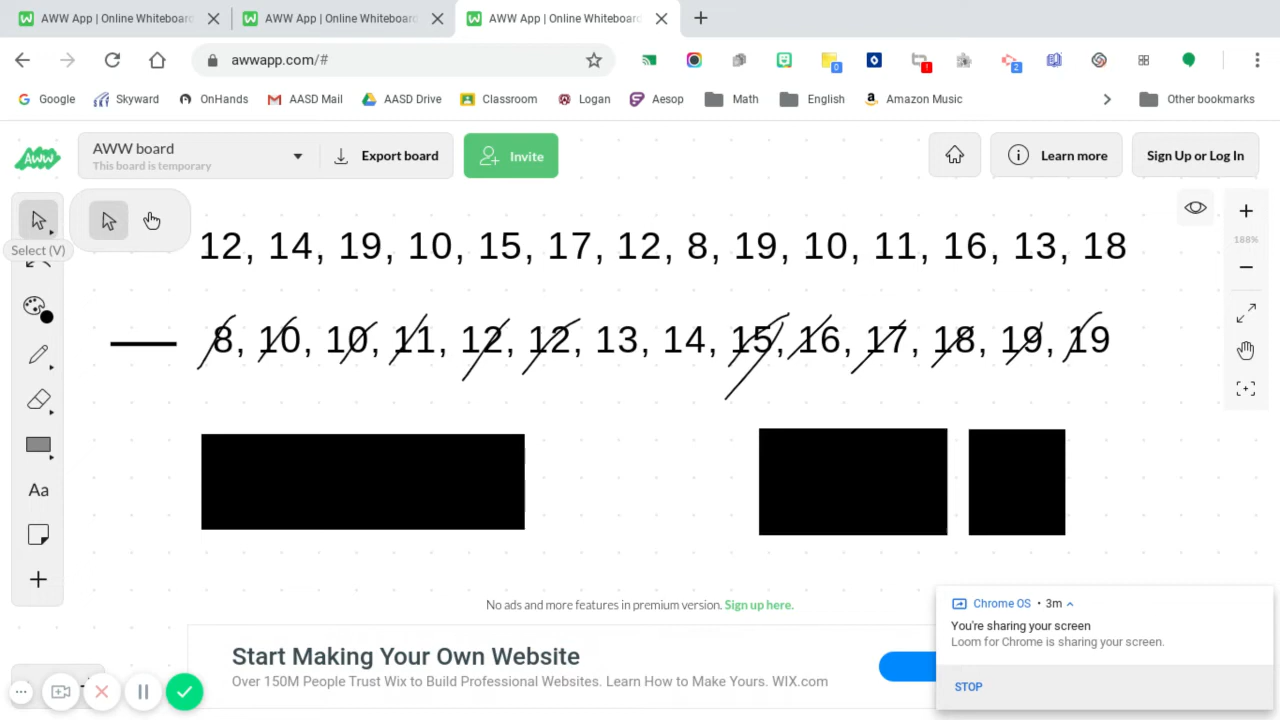 AWW App | Online Whiteboard
AWW App | Online Whiteboard
AWW App | Online Whiteboard
awwapp.com/#
0
!
2
Google
Skyward
OnHands
AASD Mail
AASD Drive
Classroom
Logan
Aesop
Math
English
Amazon Music
Other bookmarks
AWW
AWW board
This board is temporary
Export board
Invite
Learn more
Sign Up or Log In
Select (V)
188%
12, 14, 19, 10, 15, 17, 12, 8, 19, 10, 11, 16, 13, 18
8, 10, 10, 11, 12, 12, 13, 14, 15, 16, 17, 18, 19, 19
Aa
No ads and more features in premium version. Sign up here.
Start Making Your Own Website
Over 150M People Trust Wix to Build Professional Websites. Learn How to Make Yours. WIX.com
Chrome OS • 3m
You're sharing your screen
Loom for Chrome is sharing your screen.
STOP